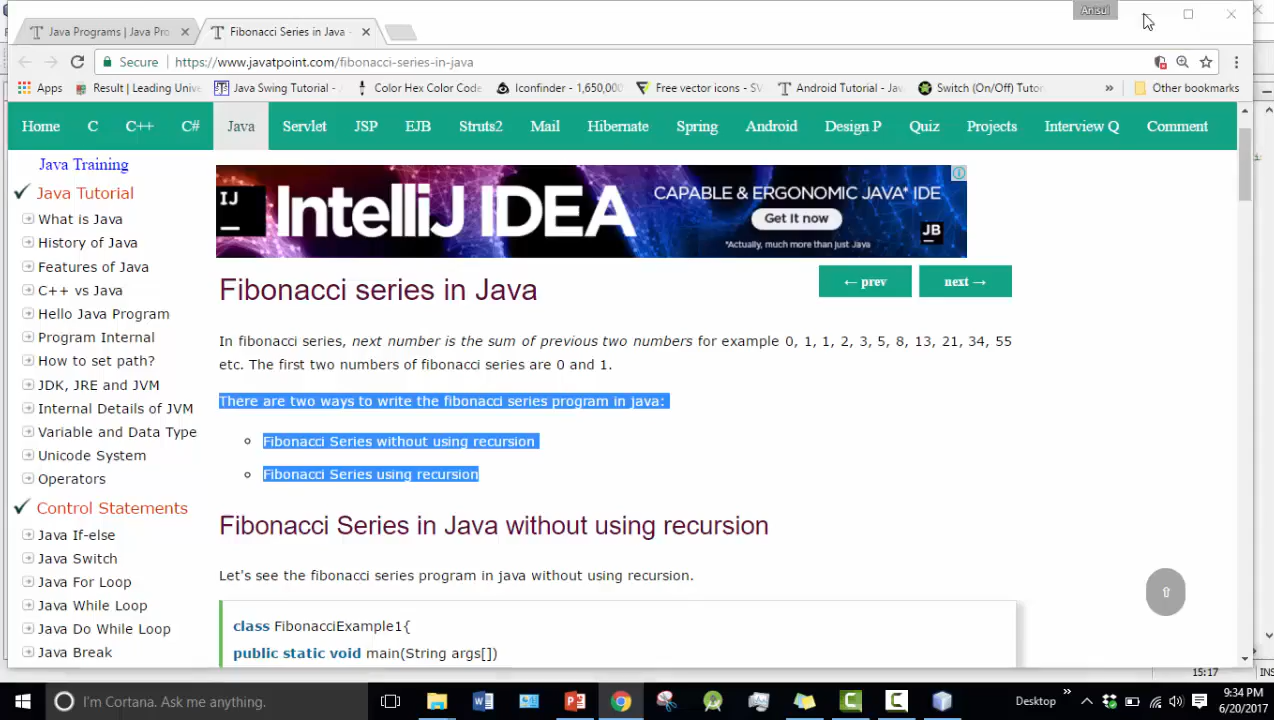 Anisul
Java Programs | Java Pro
Fibonacci Series in Java -
Secure
https://www.javatpoint.com/fibonacci-series-in-java
Apps
Result | Leading Unive
Java Swing Tutorial -
Color Hex Color Code
Iconfinder - 1,650,000
Free vector icons - SV
Android Tutorial - Jav
Switch (On/Off) Tutor
»
Other bookmarks
Home C C++ C# Java Servlet JSP EJB Struts2 Mail Hibernate Spring Android Design P Quiz Projects Interview Q Comment
Java Training
Java Tutorial
What is Java
History of Java
Features of Java
C++ vs Java
Hello Java Program
Program Internal
How to set path?
JDK, JRE and JVM
Internal Details of JVM
Variable and Data Type
Unicode System
Operators
Control Statements
Java If-else
Java Switch
Java For Loop
Java While Loop
Java Do While Loop
Java Break
IJ
IntelliJ IDEA
CAPABLE & ERGONOMIC JAVA* IDE
Get it now
JB
*Actually, much more than just Java
Fibonacci series in Java
← prev
next →
In fibonacci series, next number is the sum of previous two numbers for example 0, 1, 1, 2, 3, 5, 8, 13, 21, 34, 55
etc. The first two numbers of fibonacci series are 0 and 1.
There are two ways to write the fibonacci series program in java:
Fibonacci Series without using recursion
Fibonacci Series using recursion
Fibonacci Series in Java without using recursion
Let's see the fibonacci series program in java without using recursion.
class FibonacciExample1{
public static void main(String args[])
15:17
INS
I'm Cortana. Ask me anything.
Desktop
»
9:34 PM
6/20/2017